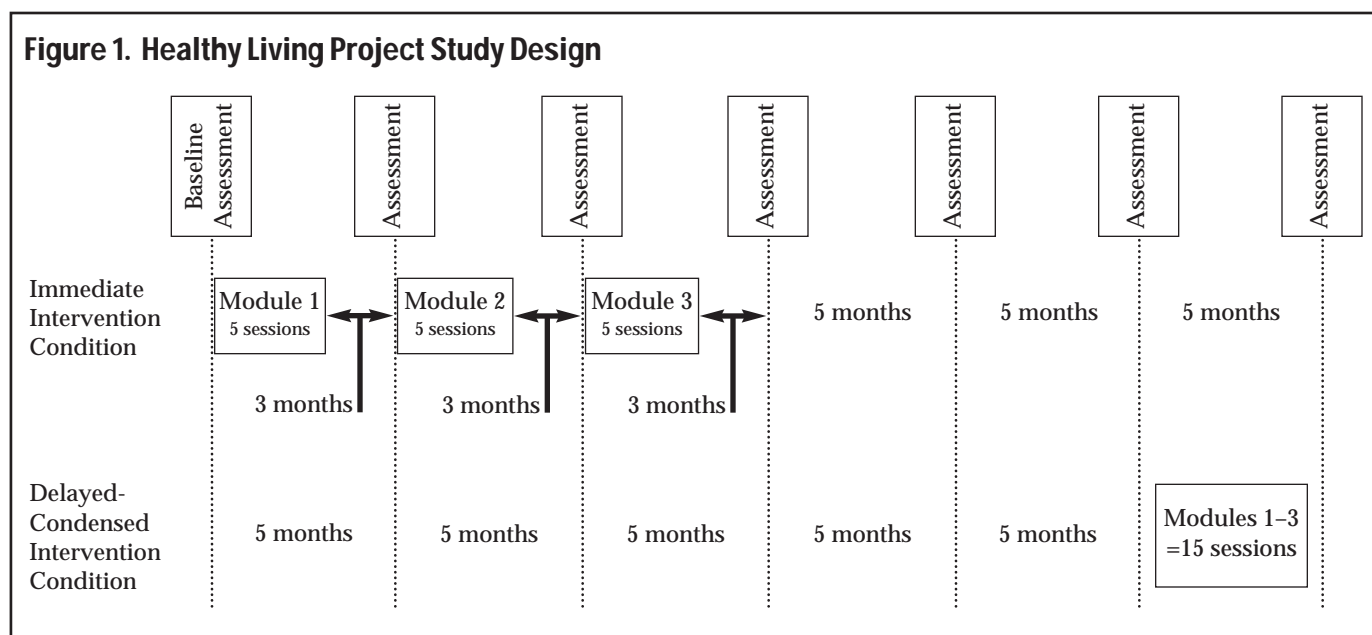 Figure 1. Healthy Living Project Study Design
Baseline
Assessment
Assessment
Assessment
Assessment
Assessment
Assessment
Assessment
Immediate
Intervention
Condition
Module 1
5 sessions
Module 2
5 sessions
Module 3
5 sessions
5 months
5 months
5 months
3 months
3 months
3 months
Delayed-
Condensed
Intervention
Condition
5 months
5 months
5 months
5 months
5 months
Modules 1–3
=15 sessions